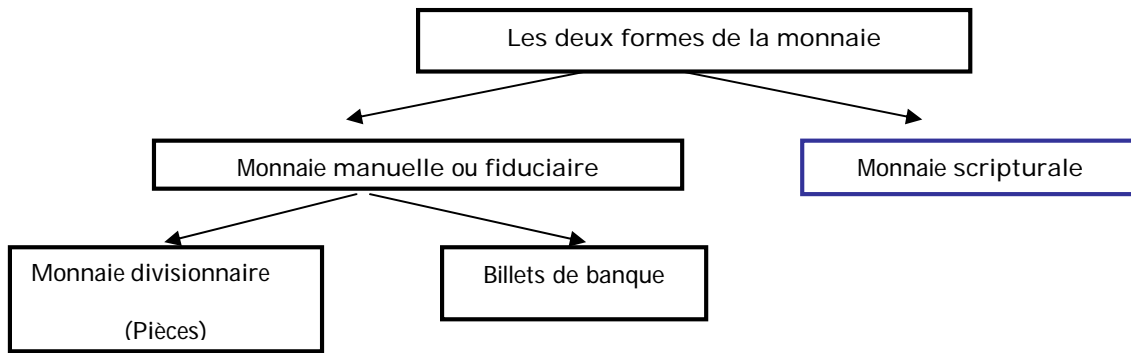 Les deux formes de la monnaie
Monnaie manuelle ou fiduciaire
Monnaie scripturale
Monnaie divisionnaire
(Pièces)
Billets de banque